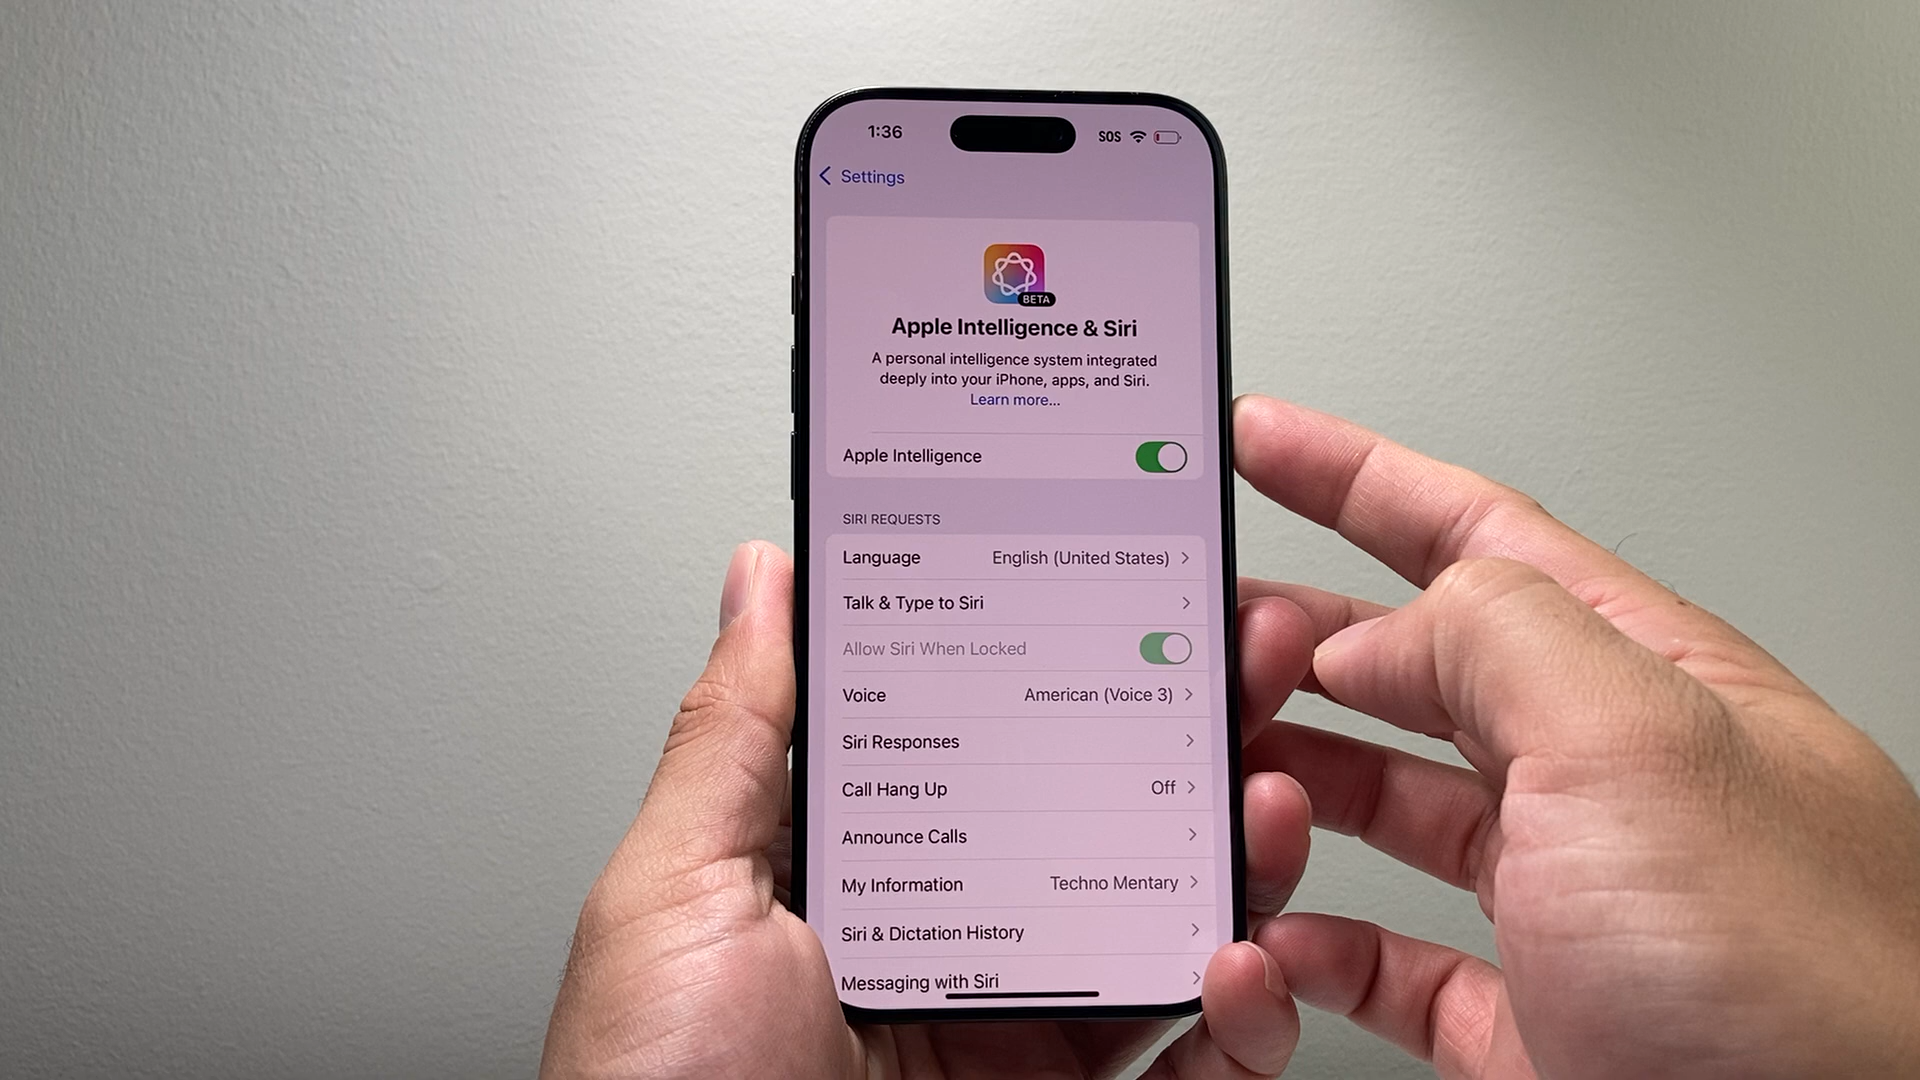 1:36 SOS
Settings
BETA
Apple Intelligence & Siri
A personal intelligence system integrated
deeply into your iPhone, apps, and Siri.
Learn more...
Apple Intelligence
SIRI REQUESTS
Language English (United States)
Talk & Type to Siri
Allow Siri When Locked
Voice American (Voice 3)
Siri Responses
Call Hang Up Off
Announce Calls
My Information Techno Mentary
Siri & Dictation History
Messaging with Siri